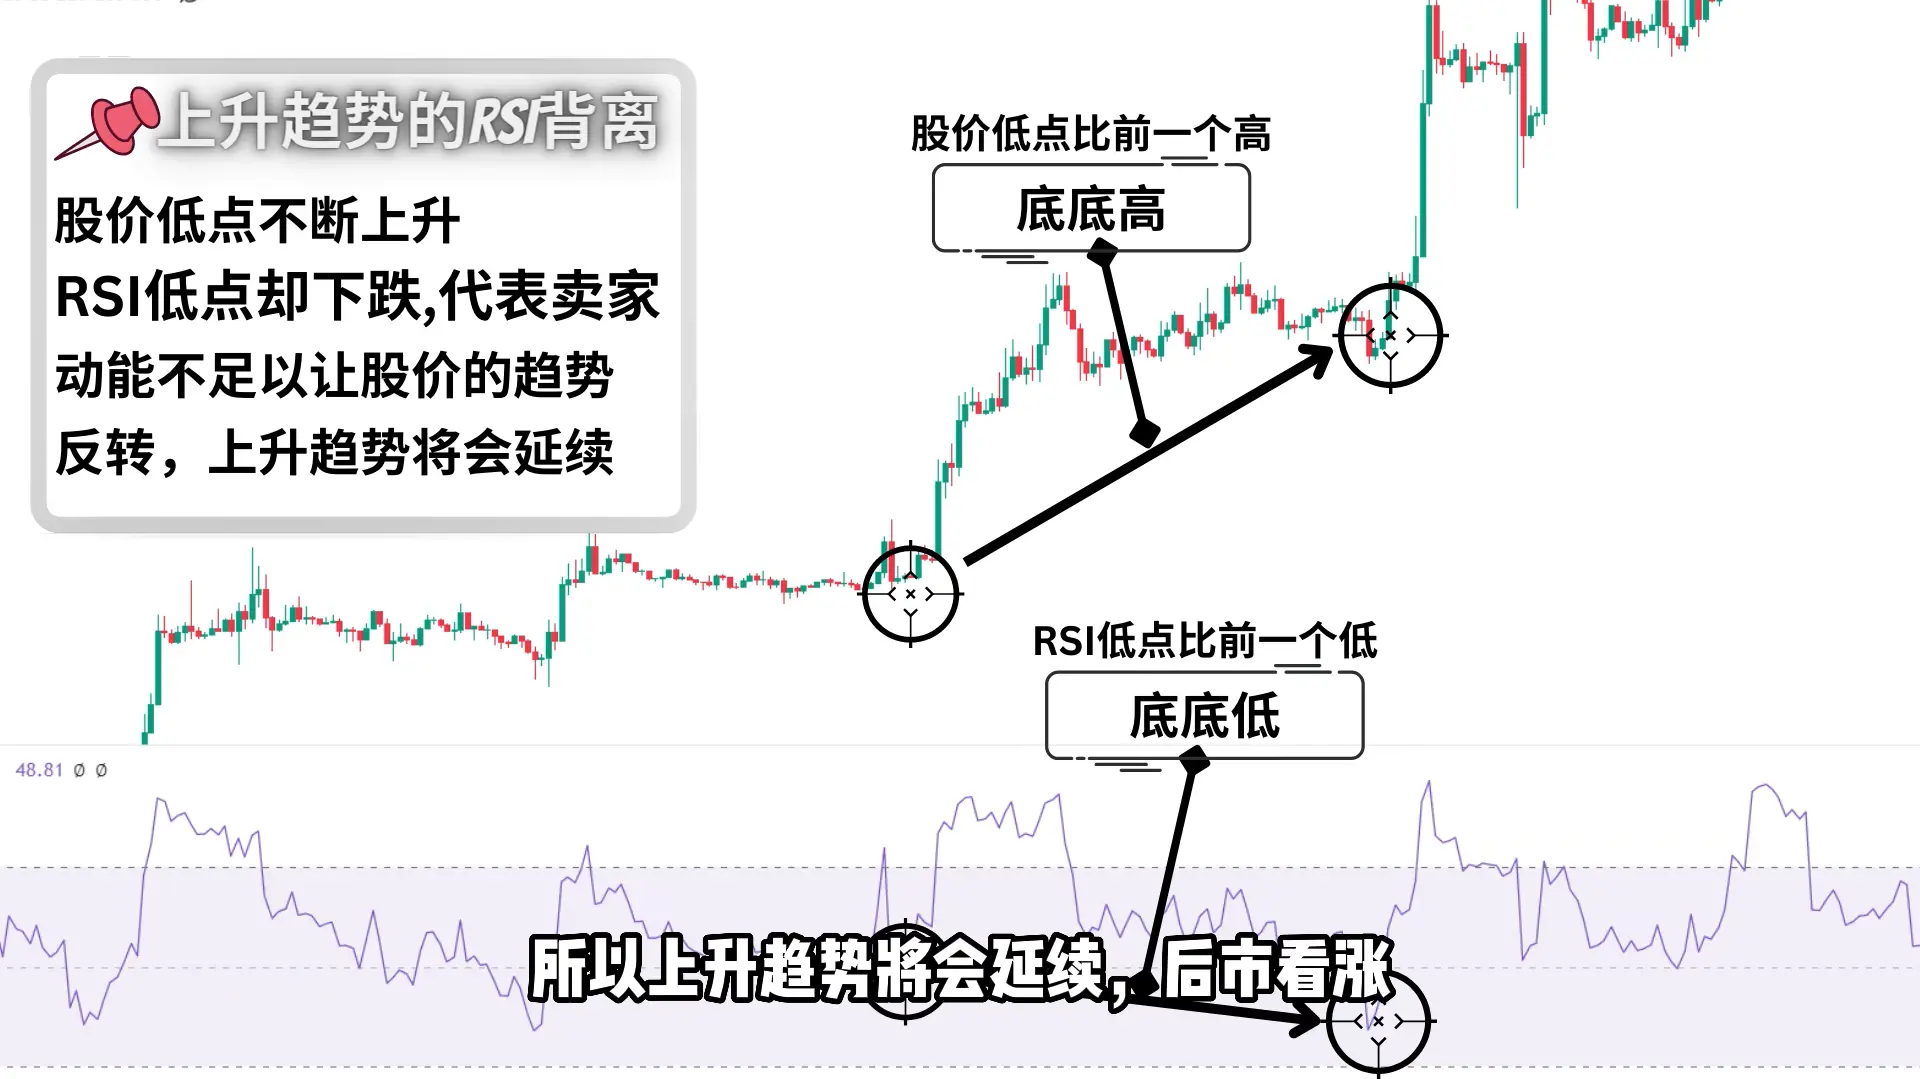 上升趋势的RSI背离
股价低点不断上升
RSI低点却下跌,代表卖家
动能不足以让股价的趋势
反转，上升趋势将会延续
股价低点比前一个高
底底高
RSI低点比前一个低
底底低
48.81 Ø Ø
所以上升趋势將会延续，后市看涨